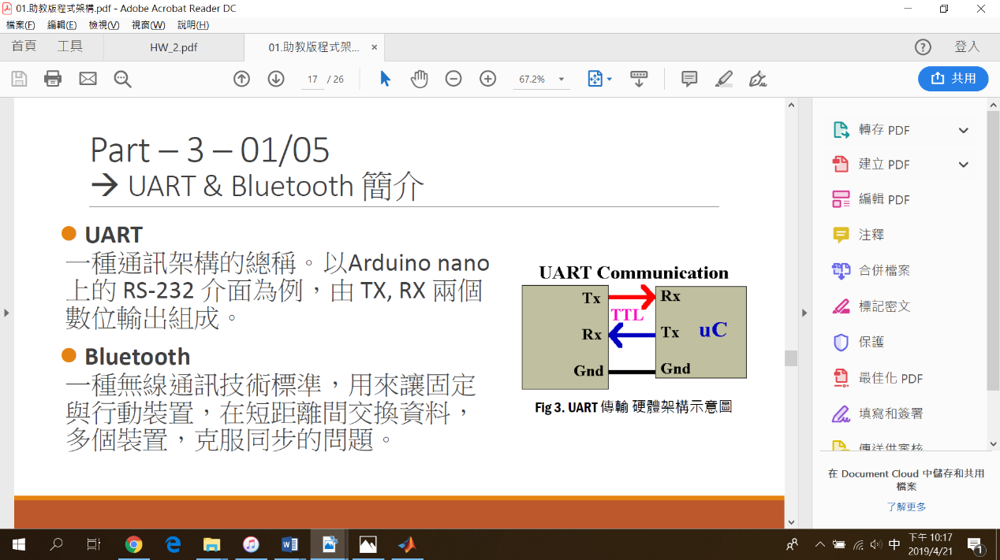 01.助教版程式架構.pdf - Adobe Acrobat Reader DC
檔案(F) 編輯(E) 檢視(V) 視窗(W) 說明(H)
首頁 工具 HW_2.pdf 01.助教版程式架... × ? 登入
17 / 26 67.2% 共用
Part – 3 – 01/05
→ UART & Bluetooth 簡介
UART
一種通訊架構的總稱。以Arduino nano
上的 RS-232 介面為例，由 TX, RX 兩個
數位輸出組成。
Bluetooth
一種無線通訊技術標準，用來讓固定
與行動裝置，在短距離間交換資料，
多個裝置，克服同步的問題。
UART Communication
Tx Rx
TTL
Rx Tx uC
Gnd Gnd
Fig 3. UART 傳輸 硬體架構示意圖
轉存 PDF
建立 PDF
編輯 PDF
注釋
合併檔案
標記密文
保護
最佳化 PDF
填寫和簽署
傳送供審核
在 Document Cloud 中儲存和共用
檔案
了解更多
中 下午 10:17
2019/4/21 1